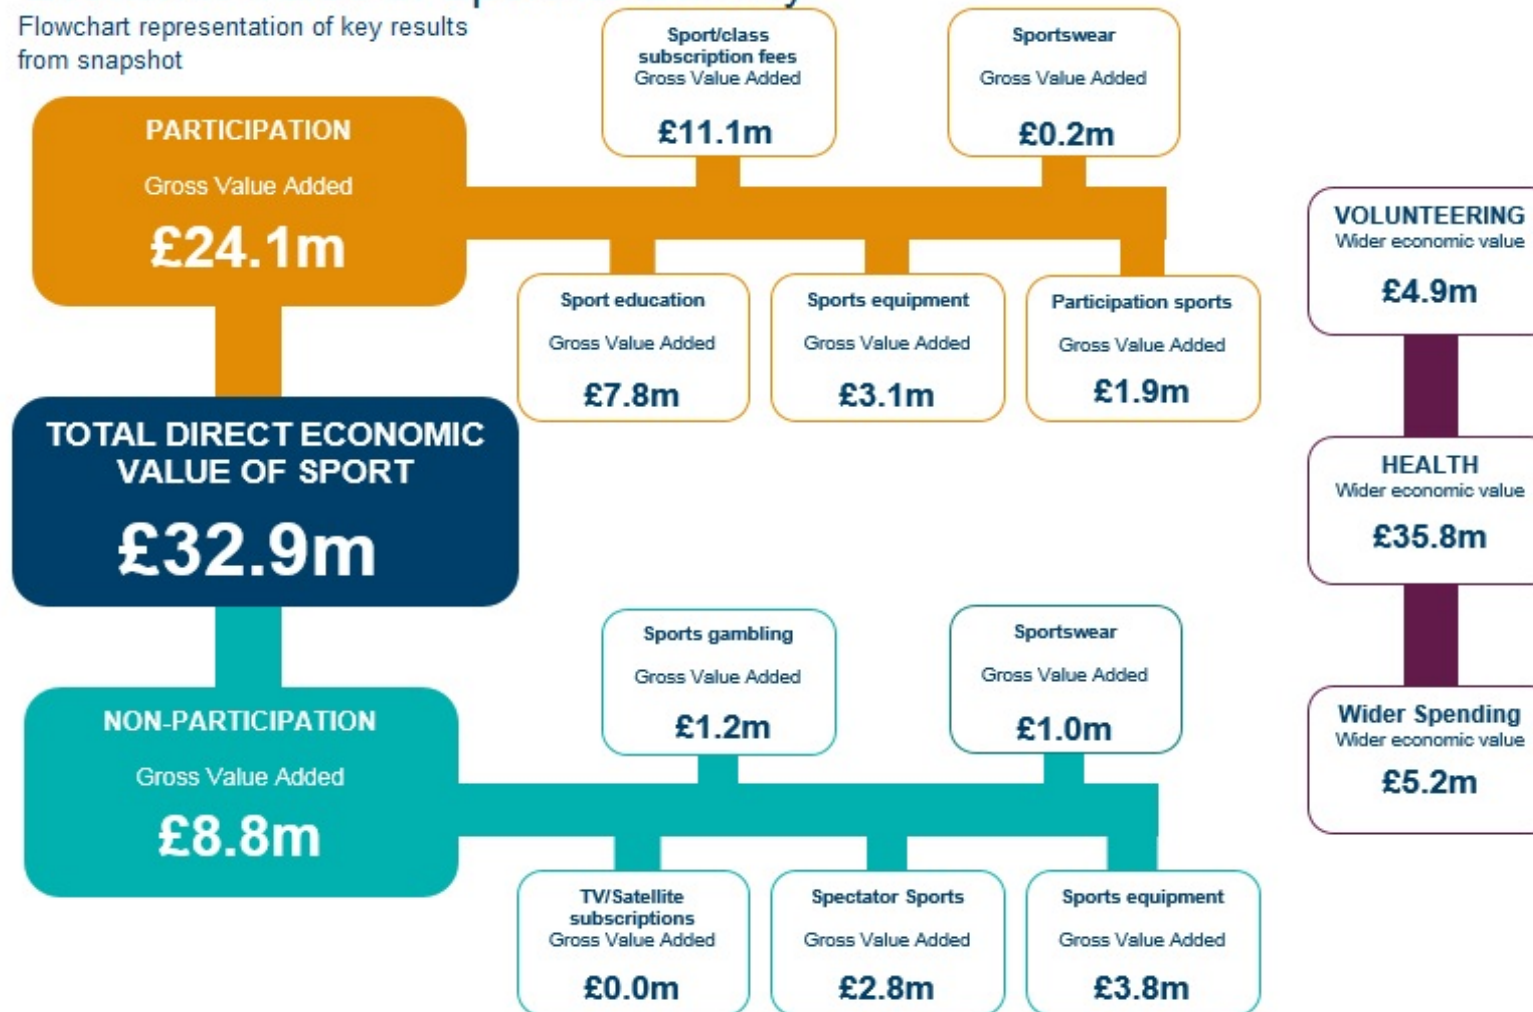 Flowchart representation of key results
from snapshot
PARTICIPATION
Gross Value Added
£24.1m
Sport/class
subscription fees
Gross Value Added
£11.1m
Sportswear
Gross Value Added
£0.2m
Sport education
Gross Value Added
£7.8m
Sports equipment
Gross Value Added
£3.1m
Participation sports
Gross Value Added
£1.9m
TOTAL DIRECT ECONOMIC
VALUE OF SPORT
£32.9m
NON-PARTICIPATION
Gross Value Added
£8.8m
Sports gambling
Gross Value Added
£1.2m
Sportswear
Gross Value Added
£1.0m
TV/Satellite
subscriptions
Gross Value Added
£0.0m
Spectator Sports
Gross Value Added
£2.8m
Sports equipment
Gross Value Added
£3.8m
VOLUNTEERING
Wider economic value
£4.9m
HEALTH
Wider economic value
£35.8m
Wider Spending
Wider economic value
£5.2m